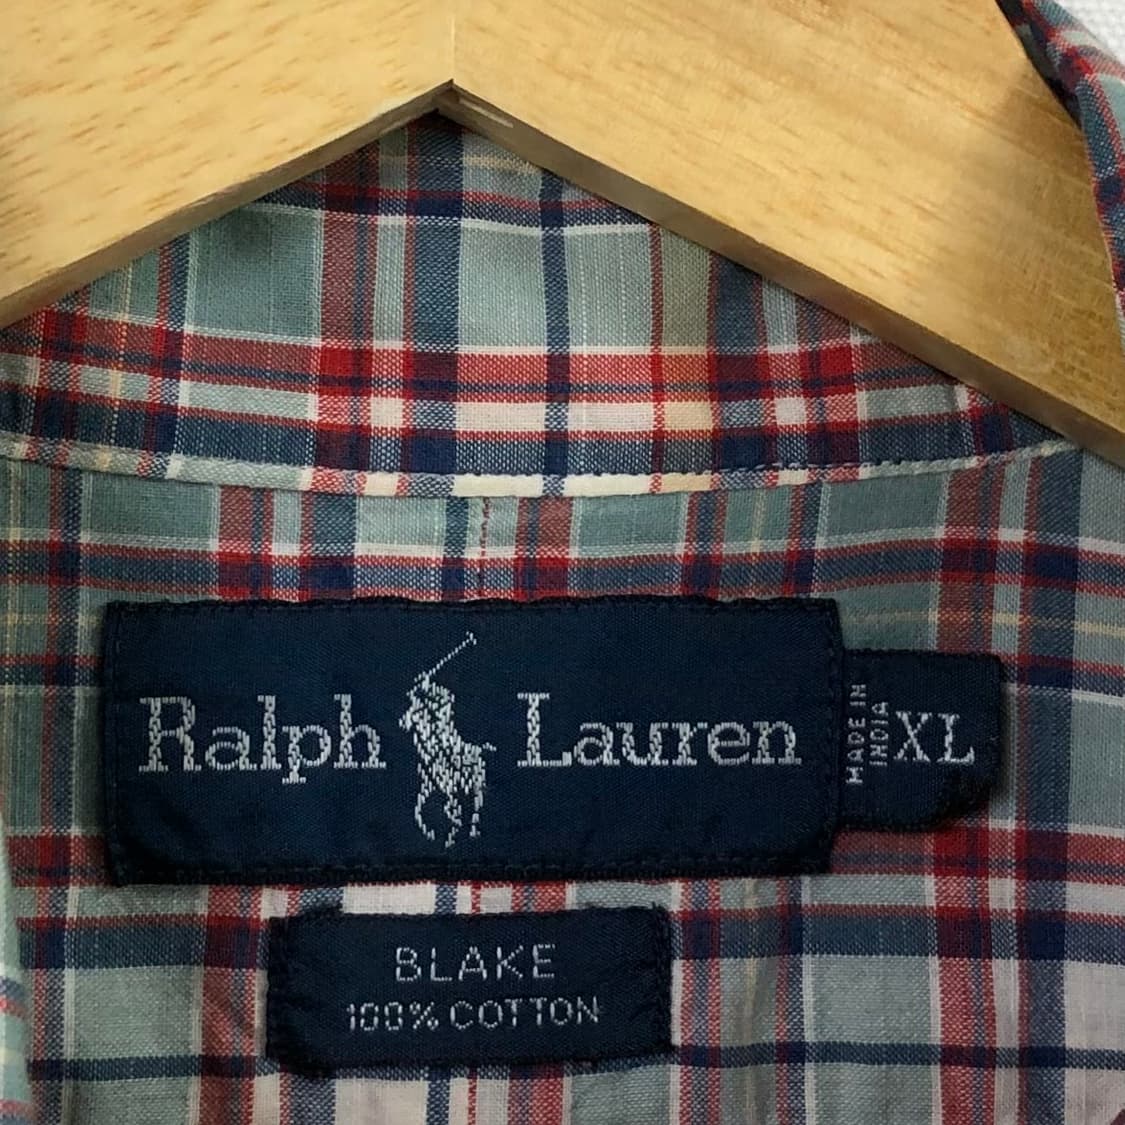 Ralph Lauren
MADE IN
INDIA
XL
BLAKE
100% COTTON